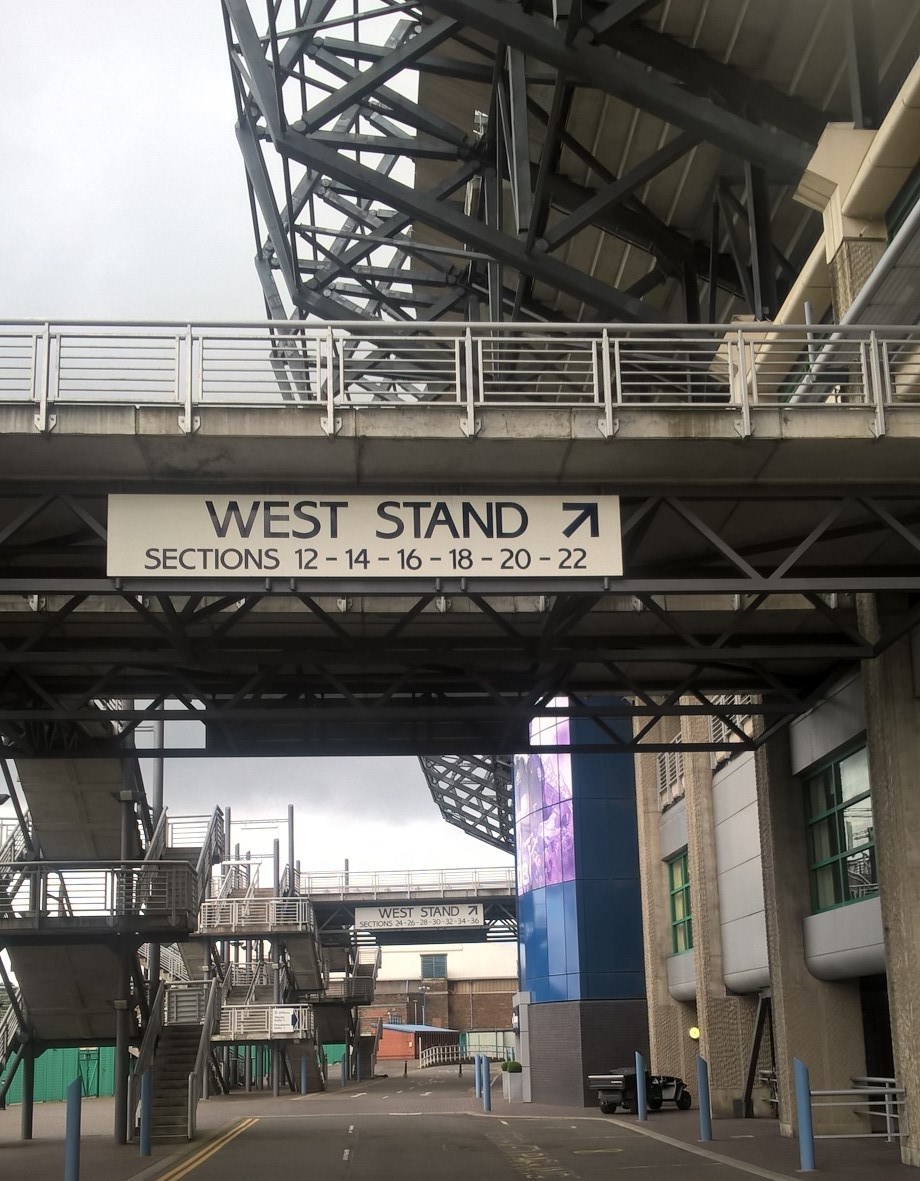 WEST STAND ↗
SECTIONS 12 - 14 - 16 - 18 - 20 - 22
WEST STAND ↗
SECTIONS 24 - 26 - 28 - 30 - 32 - 34 - 36